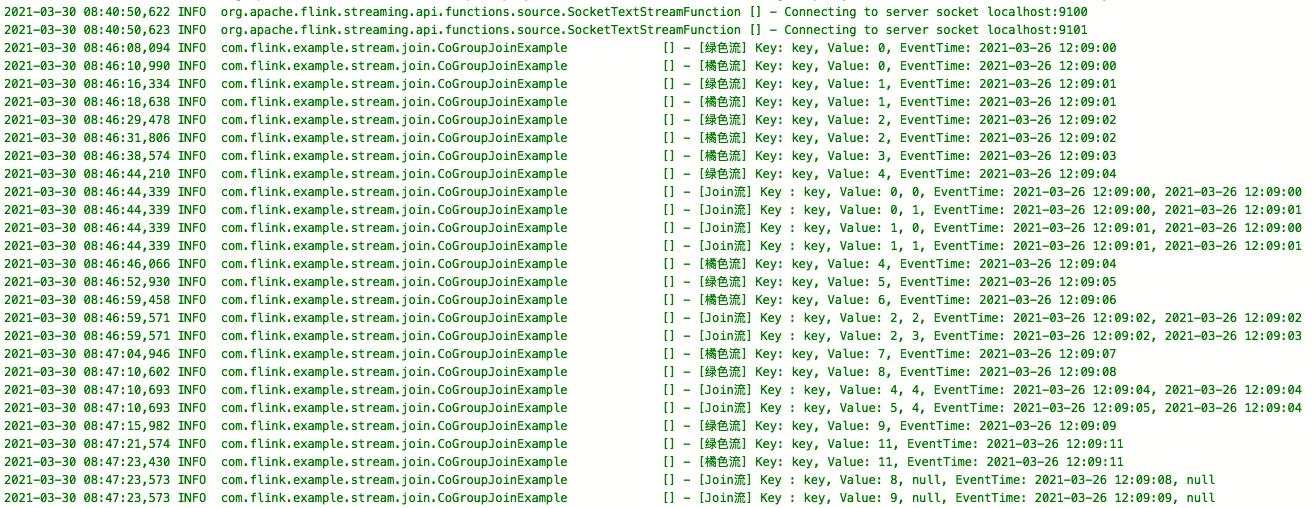 2021-03-30 08:40:50,622 INFO  org.apache.flink.streaming.api.functions.source.SocketTextStreamFunction [] - Connecting to server socket localhost:9100
2021-03-30 08:40:50,623 INFO  org.apache.flink.streaming.api.functions.source.SocketTextStreamFunction [] - Connecting to server socket localhost:9101
2021-03-30 08:46:08,094 INFO  com.flink.example.stream.join.CoGroupJoinExample             [] - [绿色流] Key: key, Value: 0, EventTime: 2021-03-26 12:09:00
2021-03-30 08:46:10,990 INFO  com.flink.example.stream.join.CoGroupJoinExample             [] - [橘色流] Key: key, Value: 0, EventTime: 2021-03-26 12:09:00
2021-03-30 08:46:16,334 INFO  com.flink.example.stream.join.CoGroupJoinExample             [] - [绿色流] Key: key, Value: 1, EventTime: 2021-03-26 12:09:01
2021-03-30 08:46:18,638 INFO  com.flink.example.stream.join.CoGroupJoinExample             [] - [橘色流] Key: key, Value: 1, EventTime: 2021-03-26 12:09:01
2021-03-30 08:46:29,478 INFO  com.flink.example.stream.join.CoGroupJoinExample             [] - [绿色流] Key: key, Value: 2, EventTime: 2021-03-26 12:09:02
2021-03-30 08:46:31,806 INFO  com.flink.example.stream.join.CoGroupJoinExample             [] - [橘色流] Key: key, Value: 2, EventTime: 2021-03-26 12:09:02
2021-03-30 08:46:38,574 INFO  com.flink.example.stream.join.CoGroupJoinExample             [] - [橘色流] Key: key, Value: 3, EventTime: 2021-03-26 12:09:03
2021-03-30 08:46:44,210 INFO  com.flink.example.stream.join.CoGroupJoinExample             [] - [绿色流] Key: key, Value: 4, EventTime: 2021-03-26 12:09:04
2021-03-30 08:46:44,339 INFO  com.flink.example.stream.join.CoGroupJoinExample             [] - [Join流] Key : key, Value: 0, 0, EventTime: 2021-03-26 12:09:00, 2021-03-26 12:09:00
2021-03-30 08:46:44,339 INFO  com.flink.example.stream.join.CoGroupJoinExample             [] - [Join流] Key : key, Value: 0, 1, EventTime: 2021-03-26 12:09:00, 2021-03-26 12:09:01
2021-03-30 08:46:44,339 INFO  com.flink.example.stream.join.CoGroupJoinExample             [] - [Join流] Key : key, Value: 1, 0, EventTime: 2021-03-26 12:09:01, 2021-03-26 12:09:00
2021-03-30 08:46:44,339 INFO  com.flink.example.stream.join.CoGroupJoinExample             [] - [Join流] Key : key, Value: 1, 1, EventTime: 2021-03-26 12:09:01, 2021-03-26 12:09:01
2021-03-30 08:46:46,066 INFO  com.flink.example.stream.join.CoGroupJoinExample             [] - [橘色流] Key: key, Value: 4, EventTime: 2021-03-26 12:09:04
2021-03-30 08:46:52,930 INFO  com.flink.example.stream.join.CoGroupJoinExample             [] - [绿色流] Key: key, Value: 5, EventTime: 2021-03-26 12:09:05
2021-03-30 08:46:59,458 INFO  com.flink.example.stream.join.CoGroupJoinExample             [] - [橘色流] Key: key, Value: 6, EventTime: 2021-03-26 12:09:06
2021-03-30 08:46:59,571 INFO  com.flink.example.stream.join.CoGroupJoinExample             [] - [Join流] Key : key, Value: 2, 2, EventTime: 2021-03-26 12:09:02, 2021-03-26 12:09:02
2021-03-30 08:46:59,571 INFO  com.flink.example.stream.join.CoGroupJoinExample             [] - [Join流] Key : key, Value: 2, 3, EventTime: 2021-03-26 12:09:02, 2021-03-26 12:09:03
2021-03-30 08:47:04,946 INFO  com.flink.example.stream.join.CoGroupJoinExample             [] - [橘色流] Key: key, Value: 7, EventTime: 2021-03-26 12:09:07
2021-03-30 08:47:10,602 INFO  com.flink.example.stream.join.CoGroupJoinExample             [] - [绿色流] Key: key, Value: 8, EventTime: 2021-03-26 12:09:08
2021-03-30 08:47:10,693 INFO  com.flink.example.stream.join.CoGroupJoinExample             [] - [Join流] Key : key, Value: 4, 4, EventTime: 2021-03-26 12:09:04, 2021-03-26 12:09:04
2021-03-30 08:47:10,693 INFO  com.flink.example.stream.join.CoGroupJoinExample             [] - [Join流] Key : key, Value: 5, 4, EventTime: 2021-03-26 12:09:05, 2021-03-26 12:09:04
2021-03-30 08:47:15,982 INFO  com.flink.example.stream.join.CoGroupJoinExample             [] - [绿色流] Key: key, Value: 9, EventTime: 2021-03-26 12:09:09
2021-03-30 08:47:21,574 INFO  com.flink.example.stream.join.CoGroupJoinExample             [] - [绿色流] Key: key, Value: 11, EventTime: 2021-03-26 12:09:11
2021-03-30 08:47:23,430 INFO  com.flink.example.stream.join.CoGroupJoinExample             [] - [橘色流] Key: key, Value: 11, EventTime: 2021-03-26 12:09:11
2021-03-30 08:47:23,573 INFO  com.flink.example.stream.join.CoGroupJoinExample             [] - [Join流] Key : key, Value: 8, null, EventTime: 2021-03-26 12:09:08, null
2021-03-30 08:47:23,573 INFO  com.flink.example.stream.join.CoGroupJoinExample             [] - [Join流] Key : key, Value: 9, null, EventTime: 2021-03-26 12:09:09, null